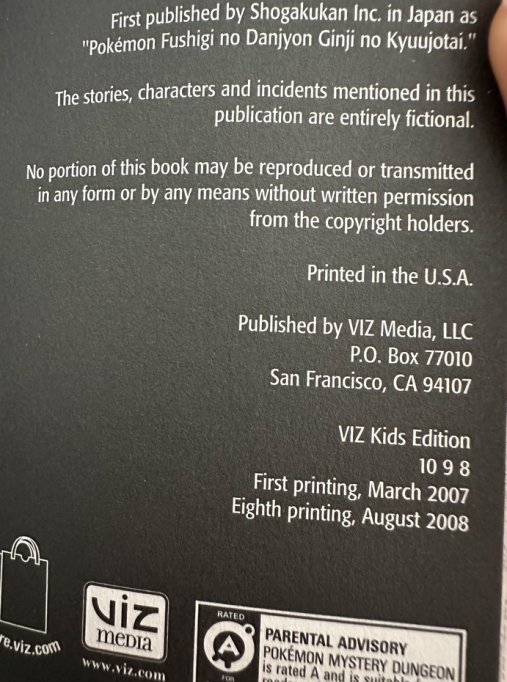 First published by Shogakukan Inc. in Japan as
"Pokémon Fushigi no Danjyon Ginji no Kyuujotai."
The stories, characters and incidents mentioned in this
publication are entirely fictional.
No portion of this book may be reproduced or transmitted
in any form or by any means without written permission
from the copyright holders.
Printed in the U.S.A.
Published by VIZ Media, LLC
P.O. Box 77010
San Francisco, CA 94107
VIZ Kids Edition
10 9 8
First printing, March 2007
Eighth printing, August 2008
re.viz.com
VIZ
MEDIA
www.viz.com
RATED
A
FOR
PARENTAL ADVISORY
POKÉMON MYSTERY DUNGEON
is rated A and is